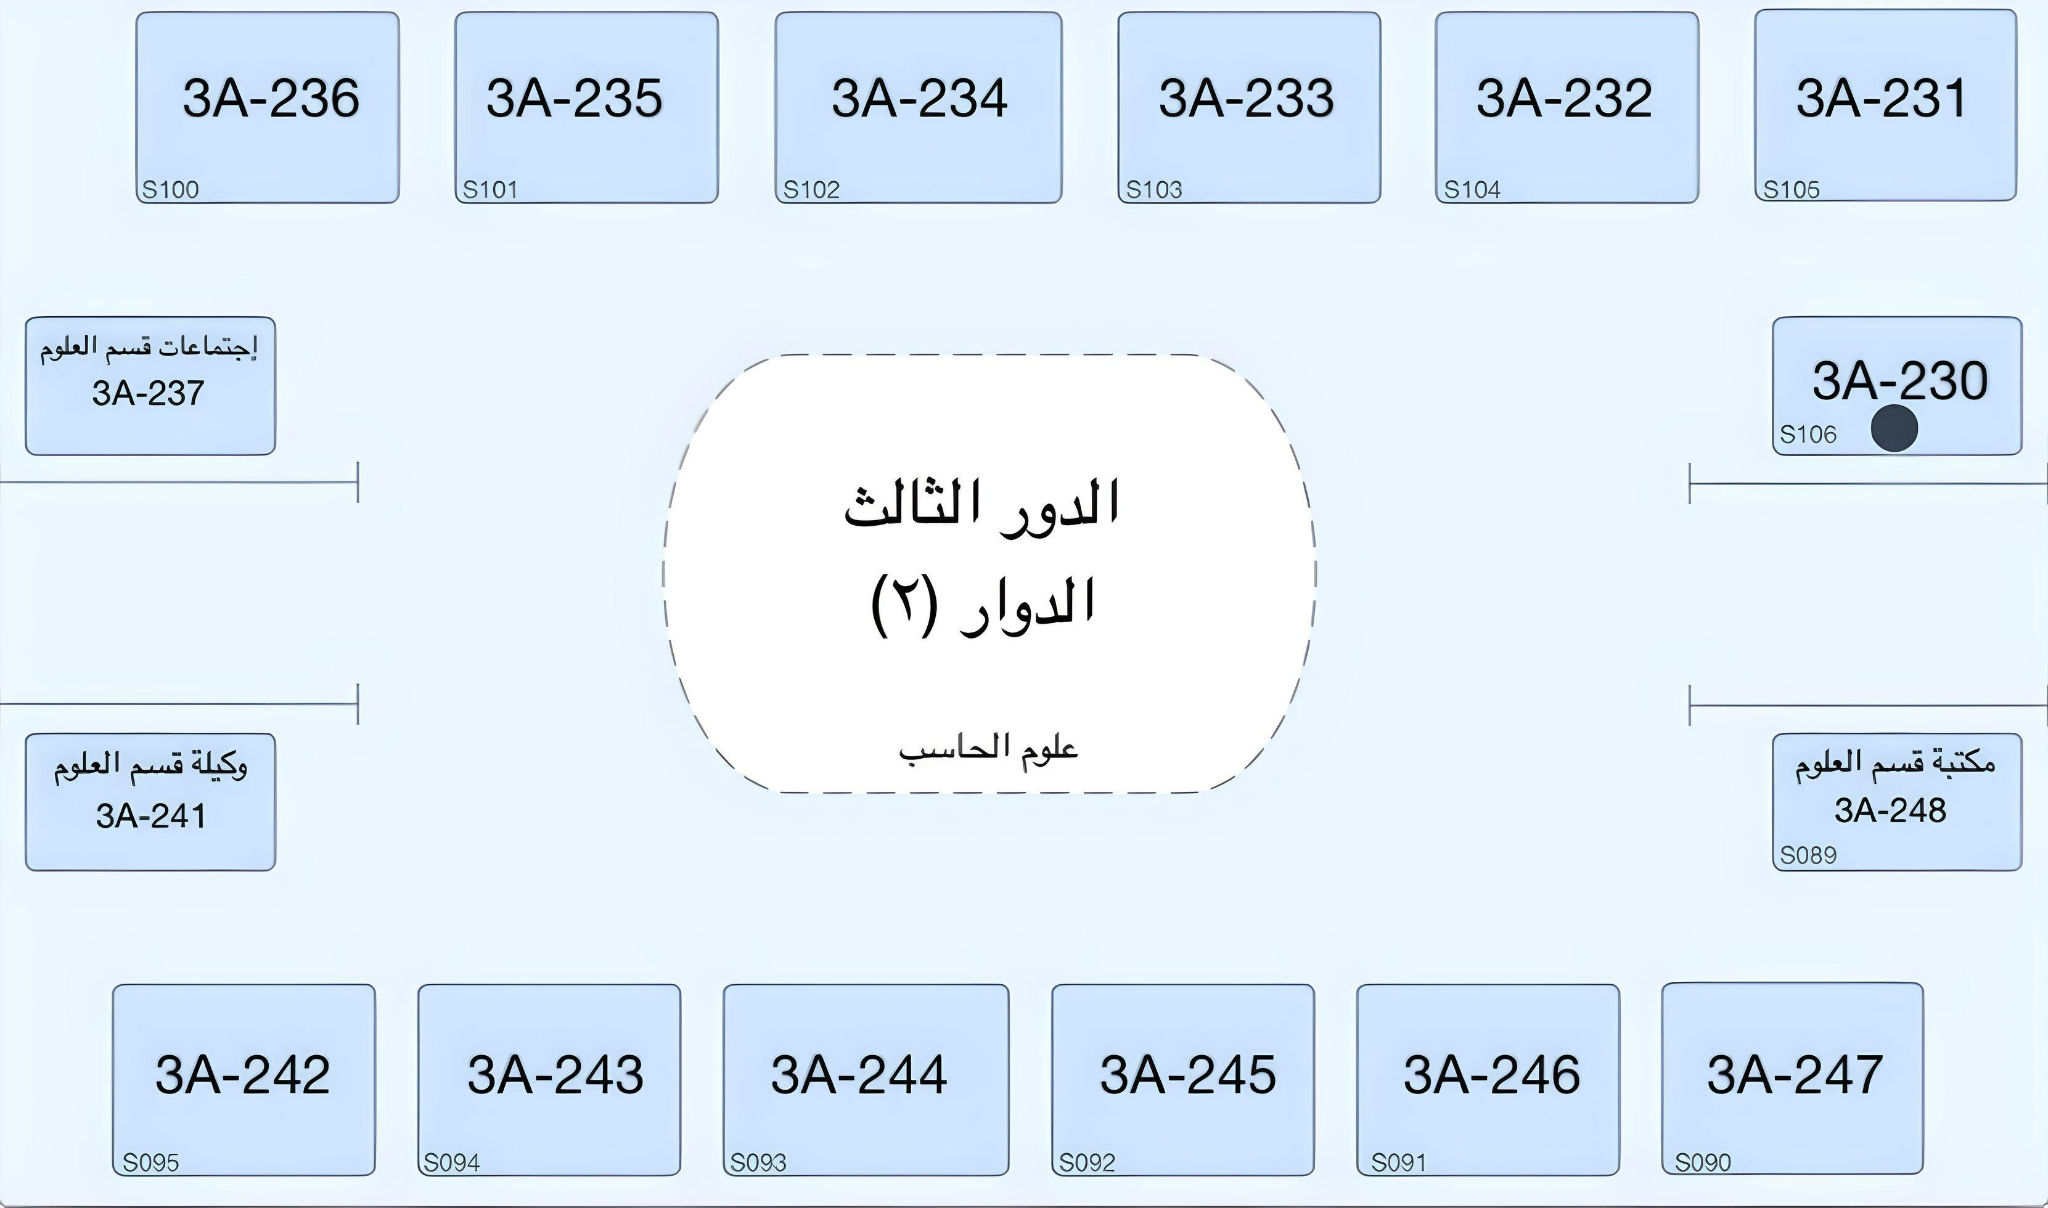 3A-236
S100
3A-235
S101
3A-234
S102
3A-233
S103
3A-232
S104
3A-231
S105
إجتماعات قسم العلوم
3A-237
3A-230
S106
الدور الثالث
الدوار (٢)
علوم الحاسب
وكيلة قسم العلوم
3A-241
مكتبة قسم العلوم
3A-248
S089
3A-242
S095
3A-243
S094
3A-244
S093
3A-245
S092
3A-246
S091
3A-247
S090